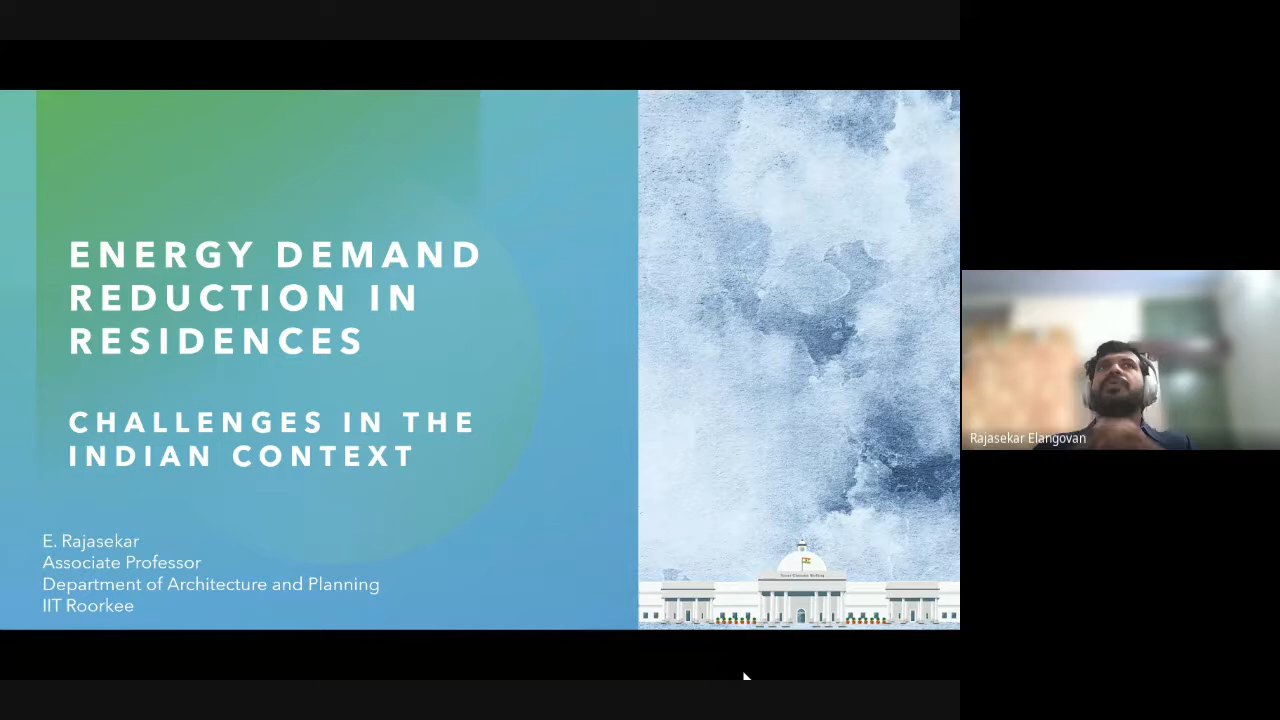 ENERGY DEMAND
REDUCTION IN
RESIDENCES
CHALLENGES IN THE
INDIAN CONTEXT
E. Rajasekar
Associate Professor
Department of Architecture and Planning
IIT Roorkee
Rajasekar Elangovan